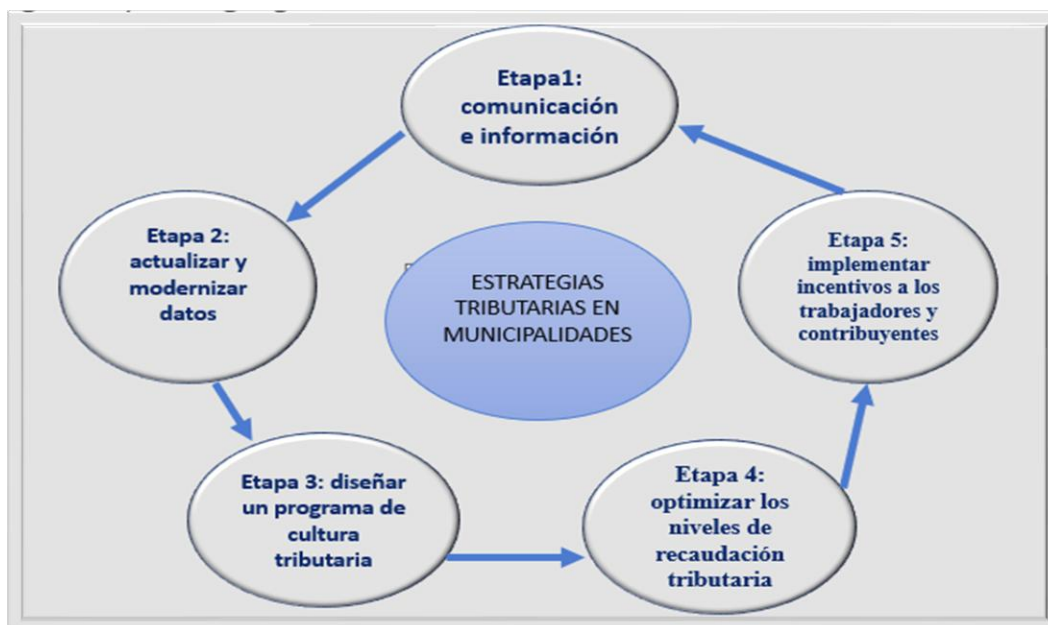 Etapa1:
comunicación
e información
Etapa 2:
actualizar y
modernizar
datos
Etapa 3: diseñar
un programa de
cultura
tributaria
Etapa 4:
optimizar los
niveles de
recaudación
tributaria
Etapa 5:
implementar
incentivos a los
trabajadores y
contribuyentes
ESTRATEGIAS
TRIBUTARIAS EN
MUNICIPALIDADES